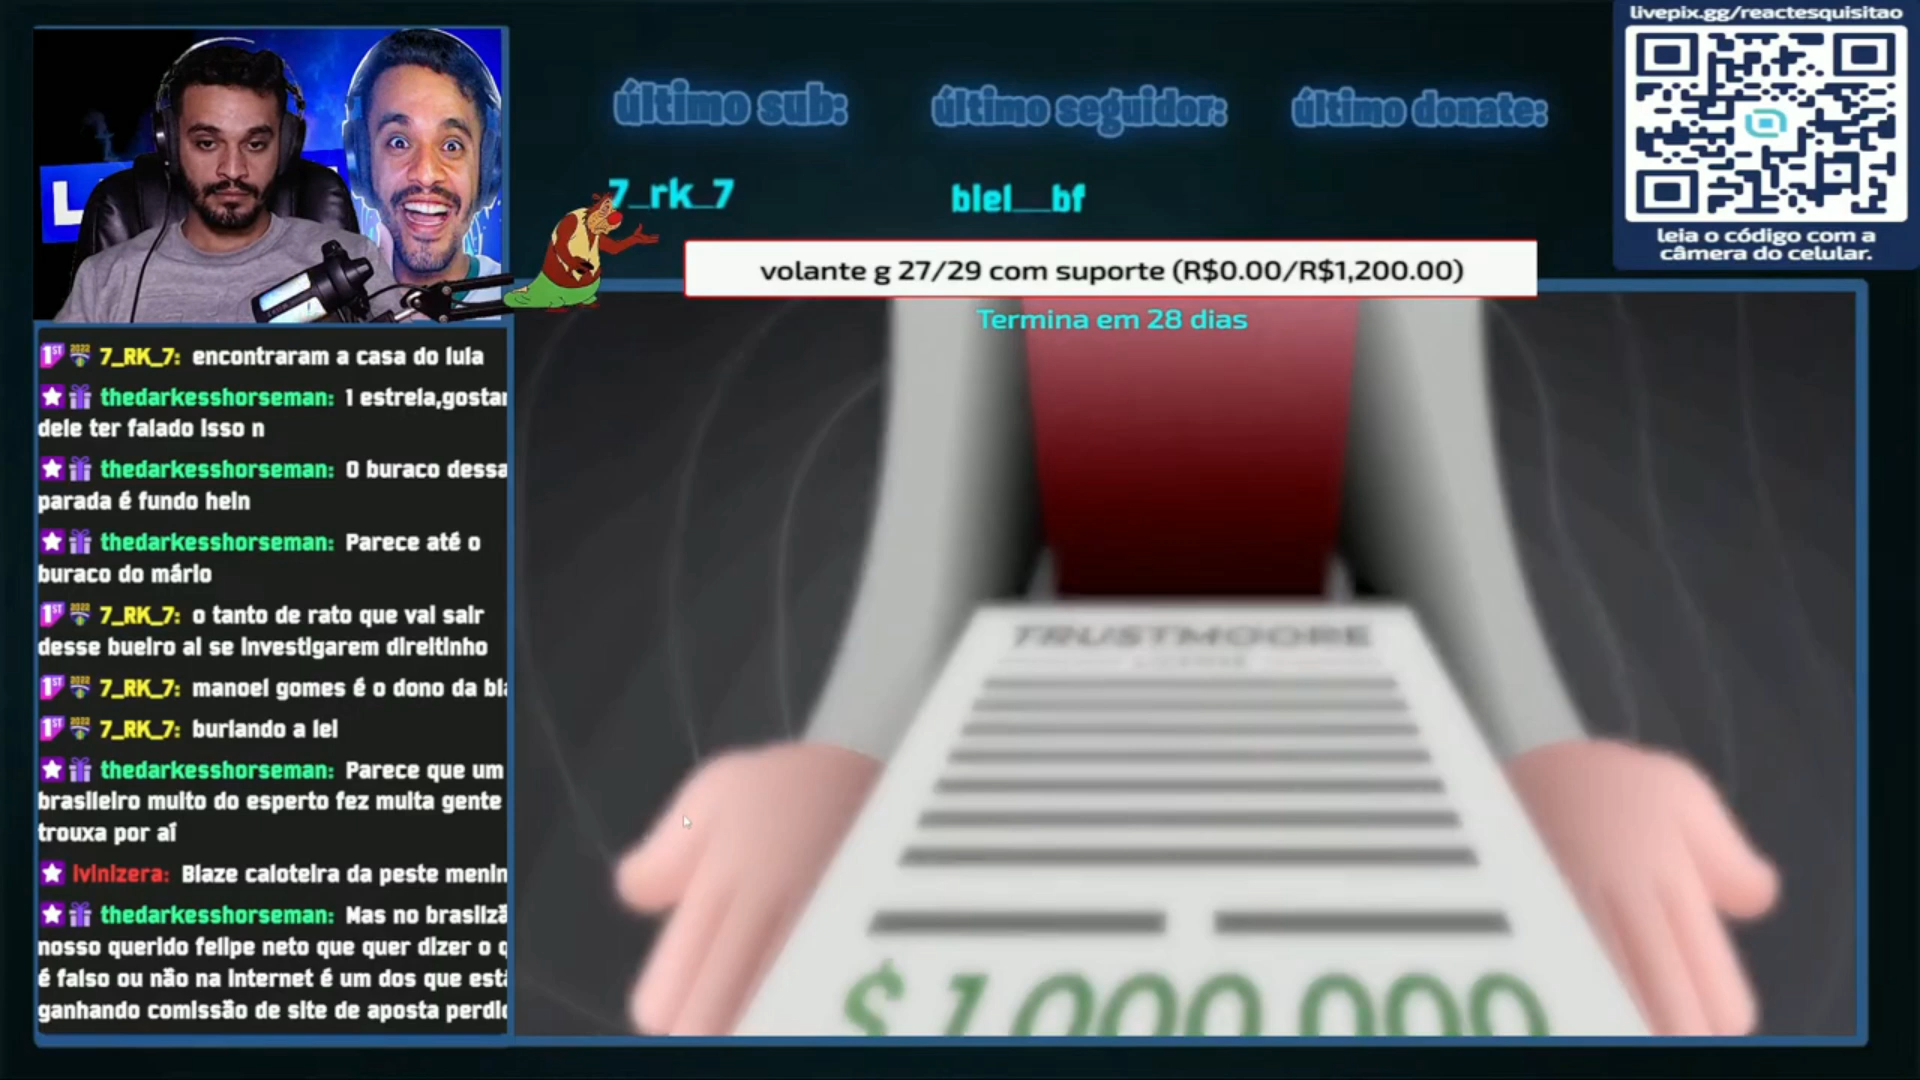 livepix.gg/reactesquisitao
último sub:
último seguidor:
último donate:
7_rk_7
biel__bf
leia o código com a
câmera do celular.
volante g 27/29 com suporte (R$0.00/R$1,200.00)
Termina em 28 dias
7_RK_7: encontraram a casa do lula
thedarkesshorseman: 1 estrela,gostar
dele ter falado isso n
thedarkesshorseman: O buraco dessa
parada é fundo hein
thedarkesshorseman: Parece até o
buraco do mário
7_RK_7: o tanto de rato que vai sair
desse bueiro ai se investigarem direitinho
7_RK_7: manoel gomes é o dono da bla
7_RK_7: burlando a lei
thedarkesshorseman: Parece que um
brasileiro muito do esperto fez muita gente
trouxa por aí
ivinizera: Blaze caloteira da peste menin
thedarkesshorseman: Mas no brasilzã
nosso querido felipe neto que quer dizer o q
é falso ou não na internet é um dos que está
ganhando comissão de site de aposta perdid
TRUSTMOORE
$ 1.000.000